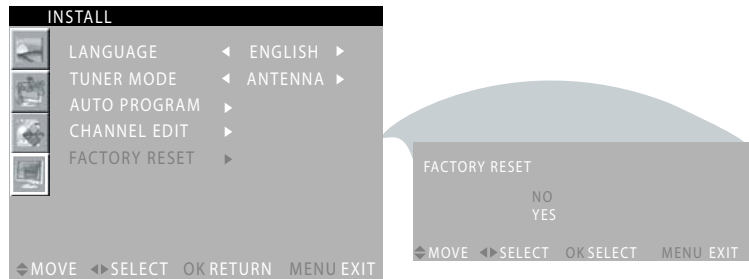 INSTALL
LANGUAGE ENGLISH
TUNER MODE ANTENNA
AUTO PROGRAM
CHANNEL EDIT
FACTORY RESET
MOVE SELECT OK RETURN MENU EXIT
FACTORY RESET
NO
YES
MOVE SELECT OK SELECT MENU EXIT